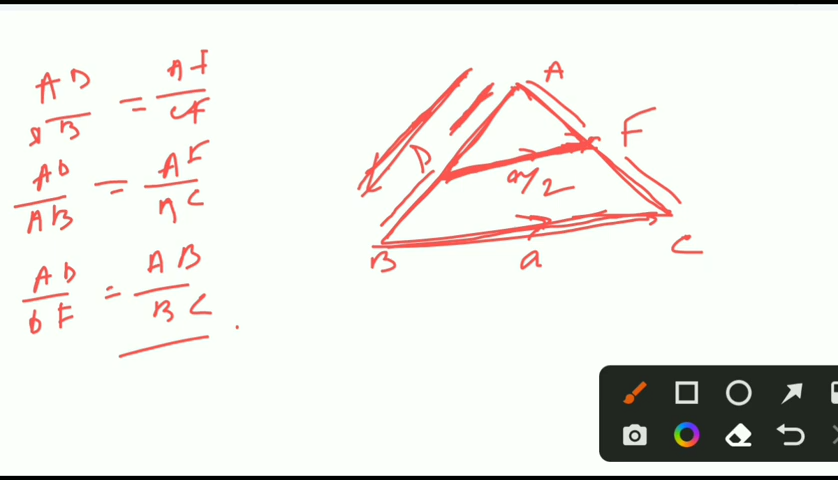 AD/DB = AF/CF
AD/AB = AF/AC
AD/DF = AB/BC
A
D
F
a/2
B
a
C